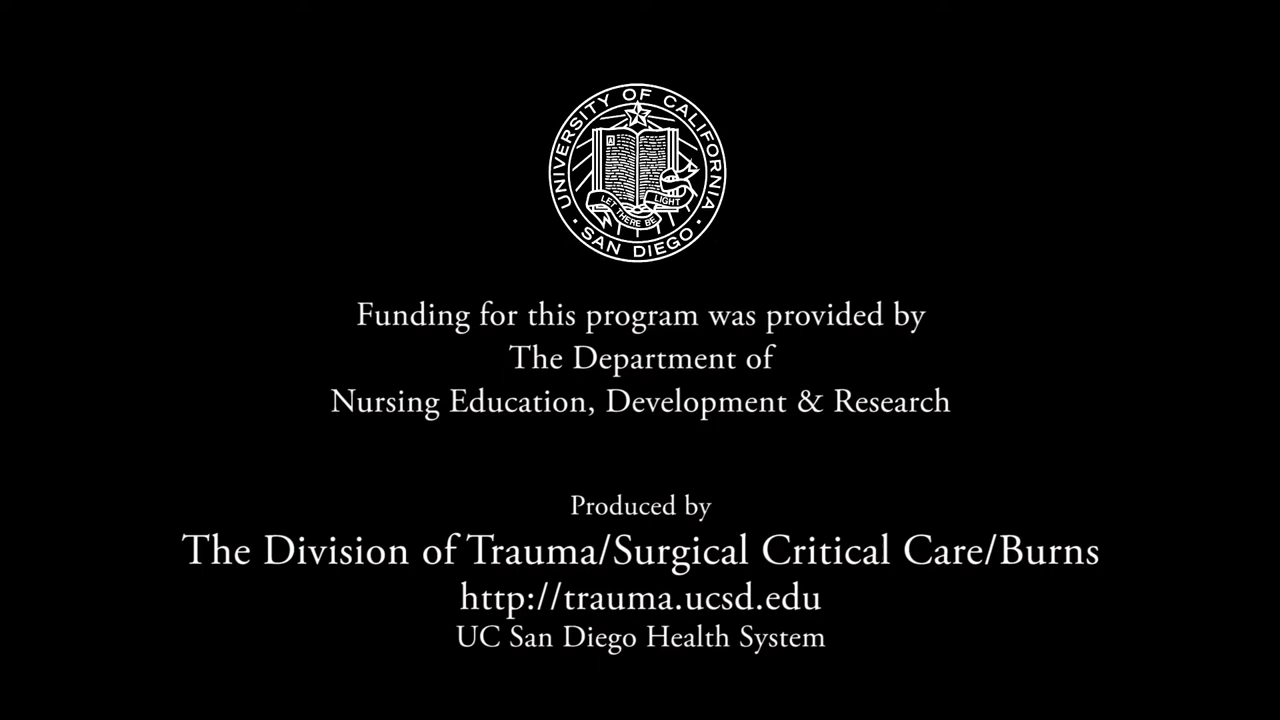 UNIVERSITY OF CALIFORNIA
A
LET THERE BE LIGHT
· SAN DIEGO ·
Funding for this program was provided by
The Department of
Nursing Education, Development & Research
Produced by
The Division of Trauma/Surgical Critical Care/Burns
http://trauma.ucsd.edu
UC San Diego Health System